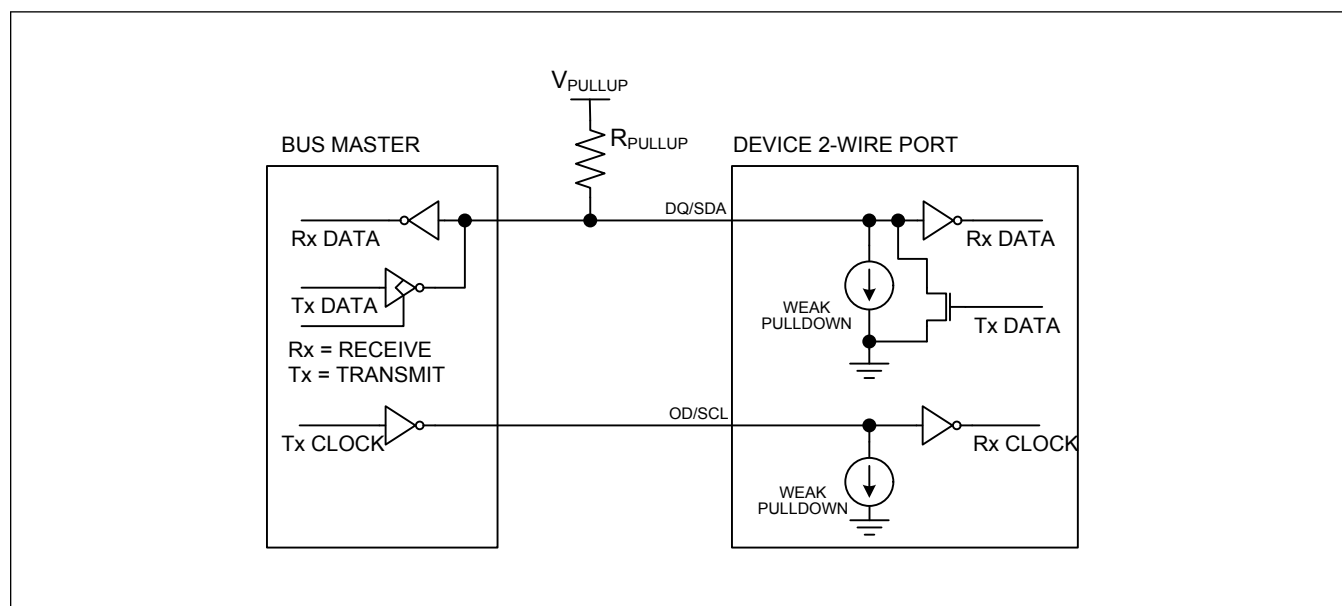 VPULLUP
RPULLUP
BUS MASTER
DEVICE 2-WIRE PORT
DQ/SDA
Rx DATA
Rx DATA
Tx DATA
WEAK
PULLDOWN
Tx DATA
Rx = RECEIVE
Tx = TRANSMIT
OD/SCL
Tx CLOCK
Rx CLOCK
WEAK
PULLDOWN